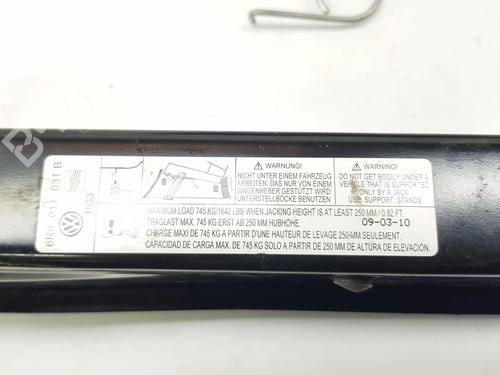 6R0 011 031 B
BG3
WARNUNG!
NICHT UNTER EINEM FAHRZEUG
ARBEITEN, DAS NUR VON EINEM
WAGENHEBER GESTÜTZT WIRD:
UNTERSTELLBÖCKE BENÜTZEN
WARNING!
DO NOT GET BODILY UNDER A
VEHICLE THAT IS SUPPORTED
ONLY BY A JACK.
USE SUPPORT STANDS
MAXIMUM LOAD 745 KG/1642 LBS WHEN JACKING HEIGHT IS AT LEAST 250 MM / 0.82 FT.
TRAGLAST MAX. 745 KG ERST AB 250 MM HUBHÖHE.
09-03-10
CHARGE MAXI DE 745 KG A PARTIR D'UNE HAUTEUR DE LEVAGE 250-MM SEULEMENT.
CAPACIDAD DE CARGA MAX. DE 745 KG SOLO A PARTIR DE 250 MM DE ALTURA DE ELEVACIÓN.